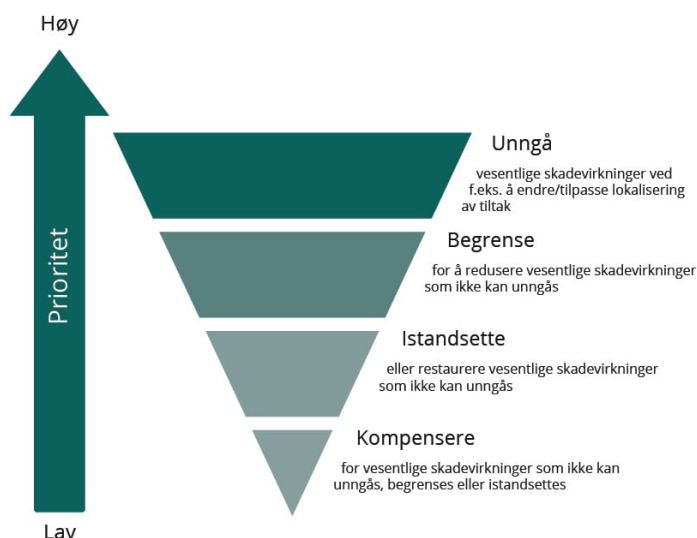 Høy
Prioritet
Unngå
vesentlige skadevirkninger ved
f.eks. å endre/tilpasse lokalisering
av tiltak
Begrense
for å redusere vesentlige skadevirkninger
som ikke kan unngås
Istandsette
eller restaurere vesentlige skadevirkninger
som ikke kan unngås
Kompensere
for vesentlige skadevirkninger som ikke kan
unngås, begrenses eller istandsettes
Lav